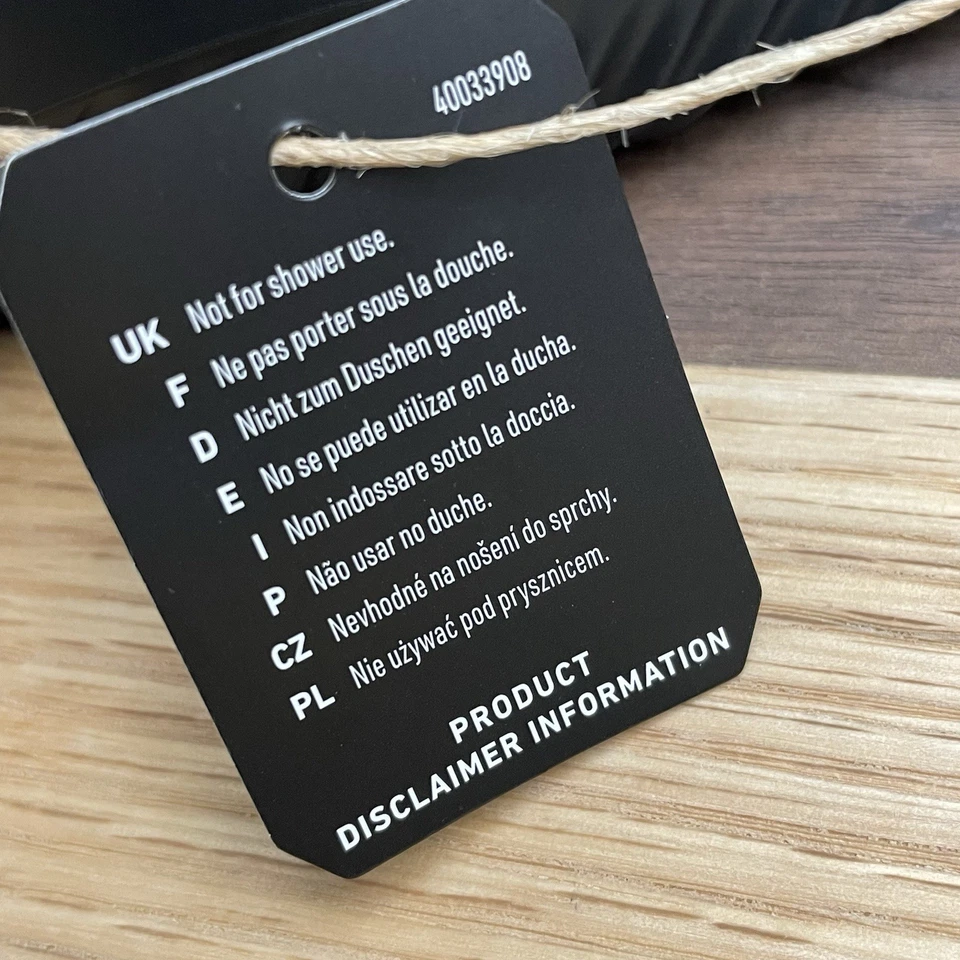 40033908
UK Not for shower use.
F Ne pas porter sous la douche.
D Nicht zum Duschen geeignet.
E No se puede utilizar en la ducha.
I Non indossare sotto la doccia.
P Não usar no duche.
CZ Nevhodné na nošení do sprchy.
PL Nie używać pod prysznicem.
PRODUCT
DISCLAIMER INFORMATION